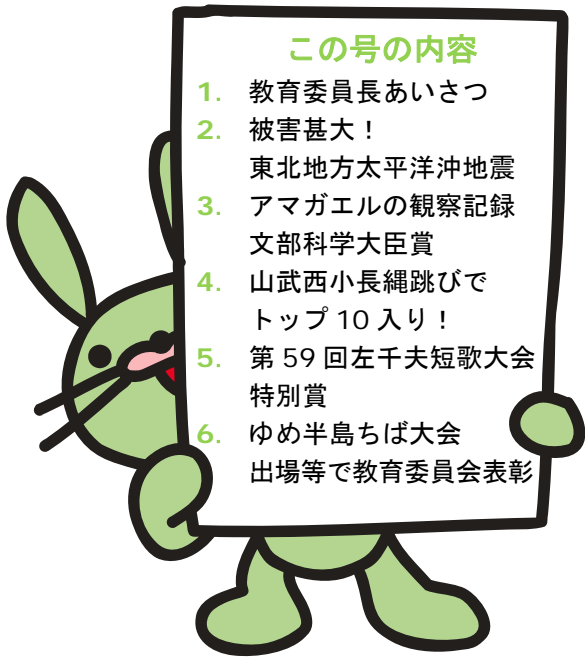 この号の内容
1. 教育委員長あいさつ
2. 被害甚大！
東北地方太平洋沖地震
3. アマガエルの観察記録
文部科学大臣賞
4. 山武西小長縄跳びで
トップ 10 入り！
5. 第 59 回左千夫短歌大会
特別賞
6. ゆめ半島ちば大会
出場等で教育委員会表彰